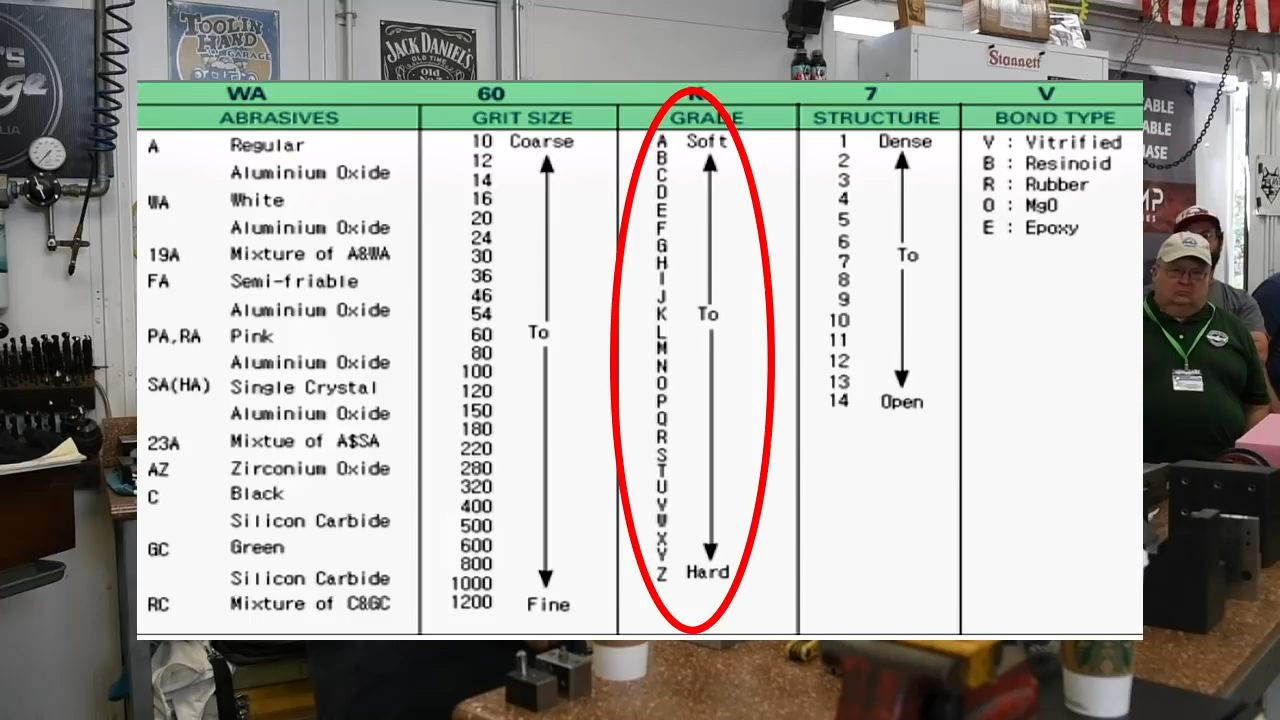 TOOLIN
HAND
GARAGE
JACK DANIEL'S
OLD TIME
Old
Starrett
WA 60 K 7 V
ABRASIVES GRIT SIZE GRADE STRUCTURE BOND TYPE
A Regular
Aluminium Oxide
WA White
Aluminium Oxide
19A Mixture of A&WA
FA Semi-friable
Aluminium Oxide
PA,RA Pink
Aluminium Oxide
SA(HA) Single Crystal
Aluminium Oxide
23A Mixtue of A$SA
AZ Zirconium Oxide
C Black
Silicon Carbide
GC Green
Silicon Carbide
RC Mixture of C&GC
10 Coarse
12
14
16
20
24
30
36
46
54
To
60
80
100
120
150
180
220
280
320
400
500
600
800
1000
1200 Fine
A Soft
B
C
D
E
F
G
H
I
J
K To
L
M
N
O
P
Q
R
S
T
U
V
W
X
Y
Z Hard
1 Dense
2
3
4
5
6
7 To
8
9
10
11
12
13
14 Open
V : Vitrified
B : Resinoid
R : Rubber
O : MgO
E : Epoxy
ABLE
ABLE
ASE